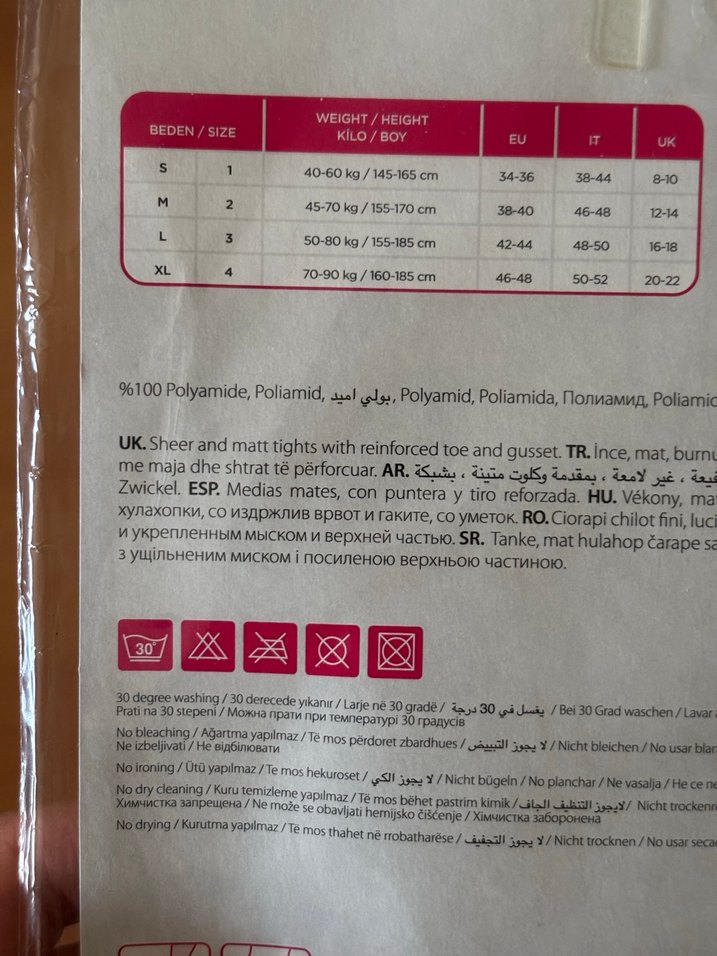 BEDEN / SIZE WEIGHT / HEIGHT KİLO / BOY EU IT UK
S 1 40-60 kg / 145-165 cm 34-36 38-44 8-10
M 2 45-70 kg / 155-170 cm 38-40 46-48 12-14
L 3 50-80 kg / 155-185 cm 42-44 48-50 16-18
XL 4 70-90 kg / 160-185 cm 46-48 50-52 20-22
%100 Polyamide, Poliamid, بولي اميد, Polyamid, Poliamida, Полиамид, Poliamid
UK. Sheer and matt tights with reinforced toe and gusset. TR. İnce, mat, burnu
me maja dhe shtrat të përforcuar. AR. غير لامعة ، بمقدمة وكلوت متينة ، بشبكة
Zwickel. ESP. Medias mates, con puntera y tiro reforzada. HU. Vékony, ma
хулахопки, со издржлив врвот и гаките, со уметок. RO. Ciorapi chilot fini, luci
и укрепленным мыском и верхней частью. SR. Tanke, mat hulahop čarape sa
з ущільненим миском і посиленою верхньою частиною.
30°
30 degree washing / 30 derecede yıkanır / Larje në 30 gradë / يغسل في 30 درجة / Bei 30 Grad waschen / Lavar
Prati na 30 stepeni / Можна прати при температурі 30 градусів
No bleaching / Ağartma yapılmaz / Të mos përdoret zbardhues / لا يجوز التبييض / Nicht bleichen / No usar blan
Ne izbeljivati / Не відбілювати
No ironing / Ütü yapılmaz / Te mos hekuroset / لا يجوز الكي / Nicht bügeln / No planchar / Ne vasalja / Не се пе
No dry cleaning / Kuru temizleme yapılmaz / Të mos bëhet pastrim kimik / لايجوز التنظيف الجاف / Nicht trocken
Химчистка запрещена / Ne može se obavljati hemijsko čišćenje / Хімчистка заборонена
No drying / Kurutma yapılmaz / Te mos thahet në rrobatharëse / لا يجوز التجفيف / Nicht trocknen / No usar seca